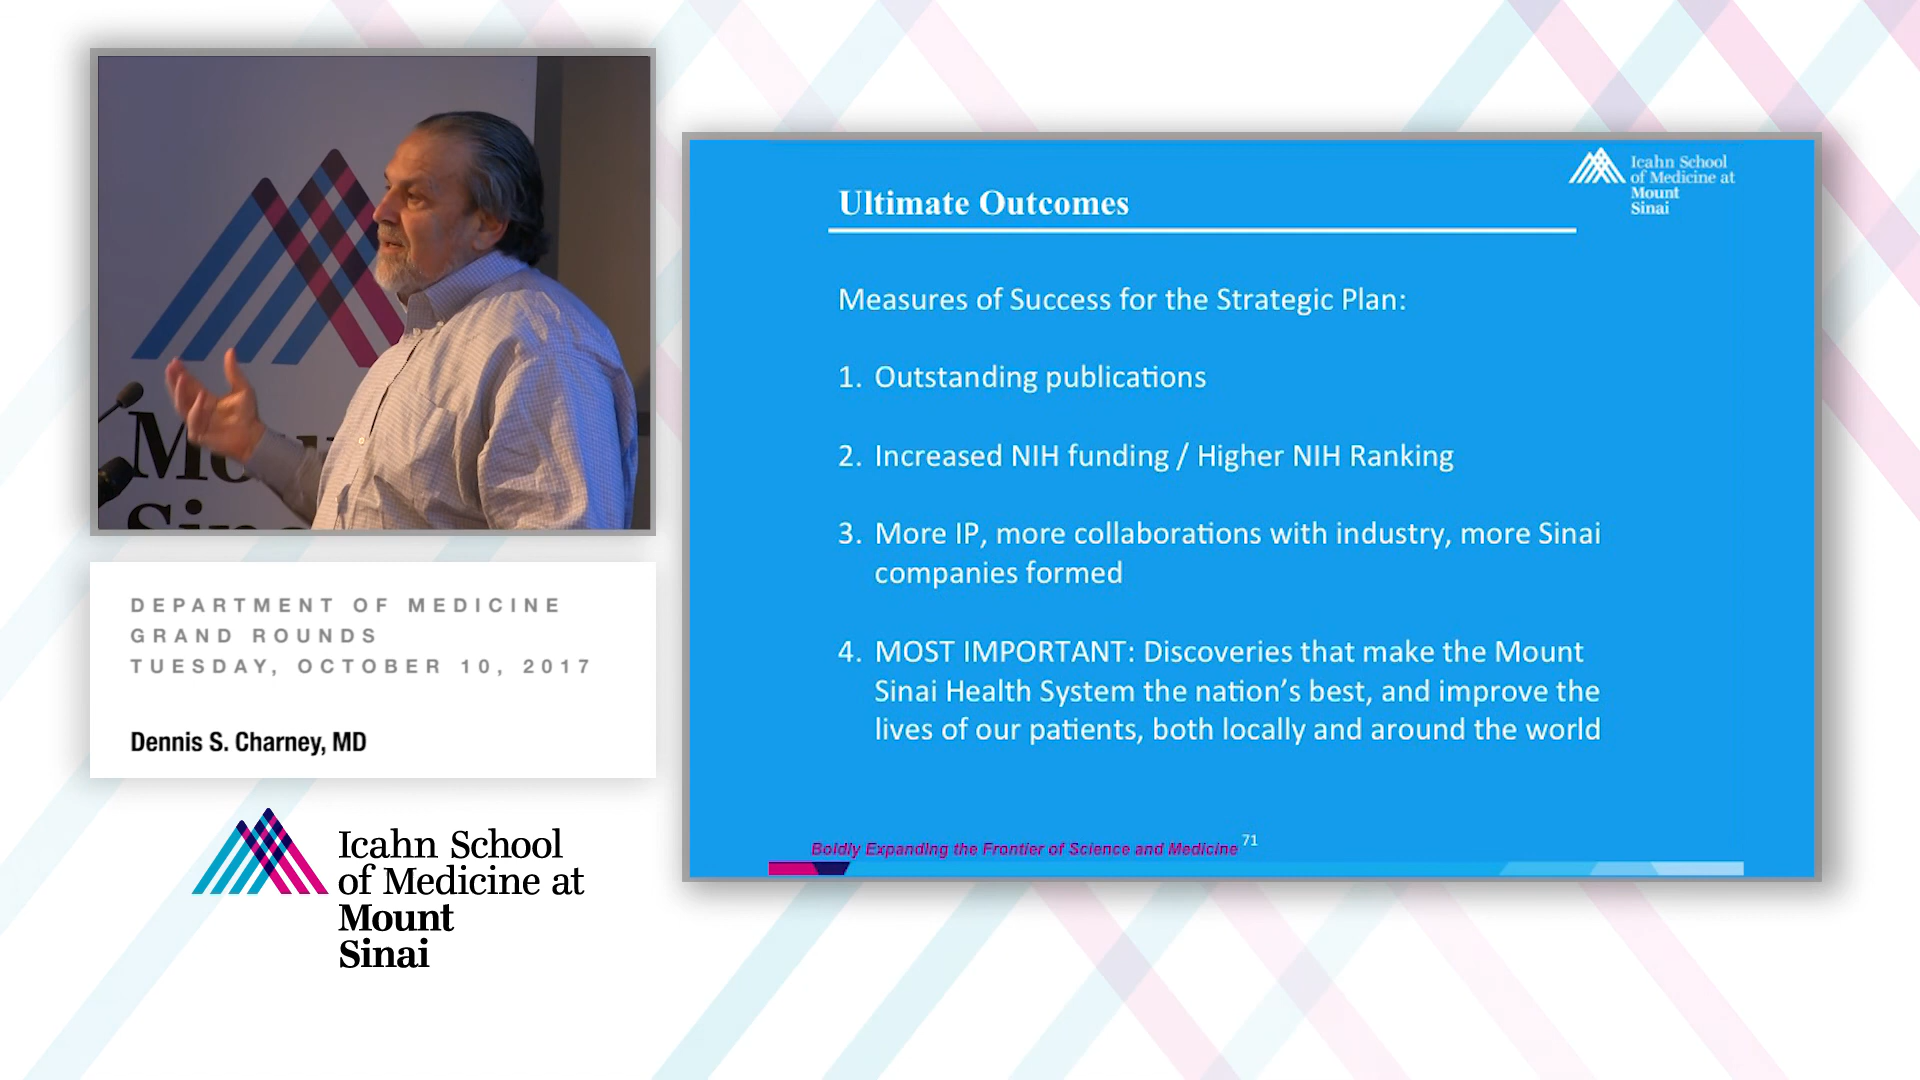 Mou
Sina
DEPARTMENT OF MEDICINE
GRAND ROUNDS
TUESDAY, OCTOBER 10, 2017
Dennis S. Charney, MD
Icahn School
of Medicine at
Mount
Sinai
Icahn School
of Medicine at
Mount
Sinai
Ultimate Outcomes
Measures of Success for the Strategic Plan:
1. Outstanding publications
2. Increased NIH funding / Higher NIH Ranking
3. More IP, more collaborations with industry, more Sinai
companies formed
4. MOST IMPORTANT: Discoveries that make the Mount
Sinai Health System the nation’s best, and improve the
lives of our patients, both locally and around the world
Boldly Expanding the Frontier of Science and Medicine 71